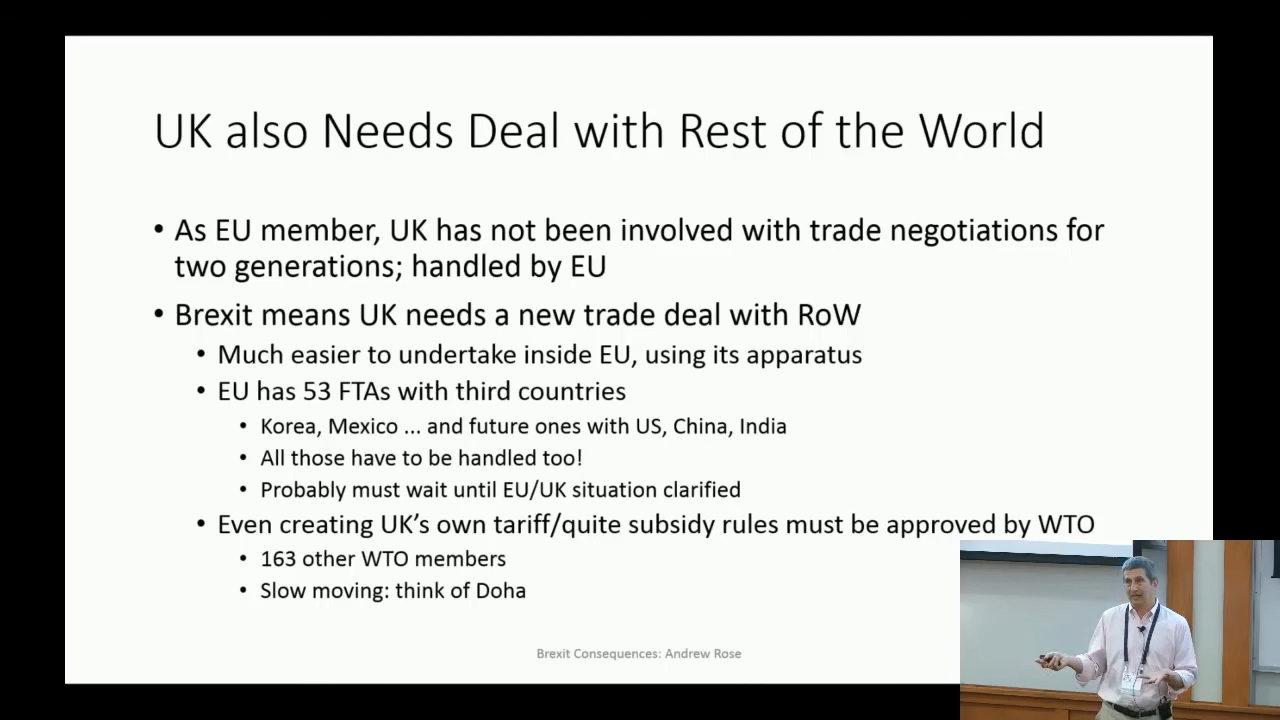 UK also Needs Deal with Rest of the World
• As EU member, UK has not been involved with trade negotiations for
two generations; handled by EU
• Brexit means UK needs a new trade deal with RoW
• Much easier to undertake inside EU, using its apparatus
• EU has 53 FTAs with third countries
• Korea, Mexico ... and future ones with US, China, India
• All those have to be handled too!
• Probably must wait until EU/UK situation clarified
• Even creating UK's own tariff/quite subsidy rules must be approved by WTO
• 163 other WTO members
• Slow moving: think of Doha
Brexit Consequences: Andrew Rose